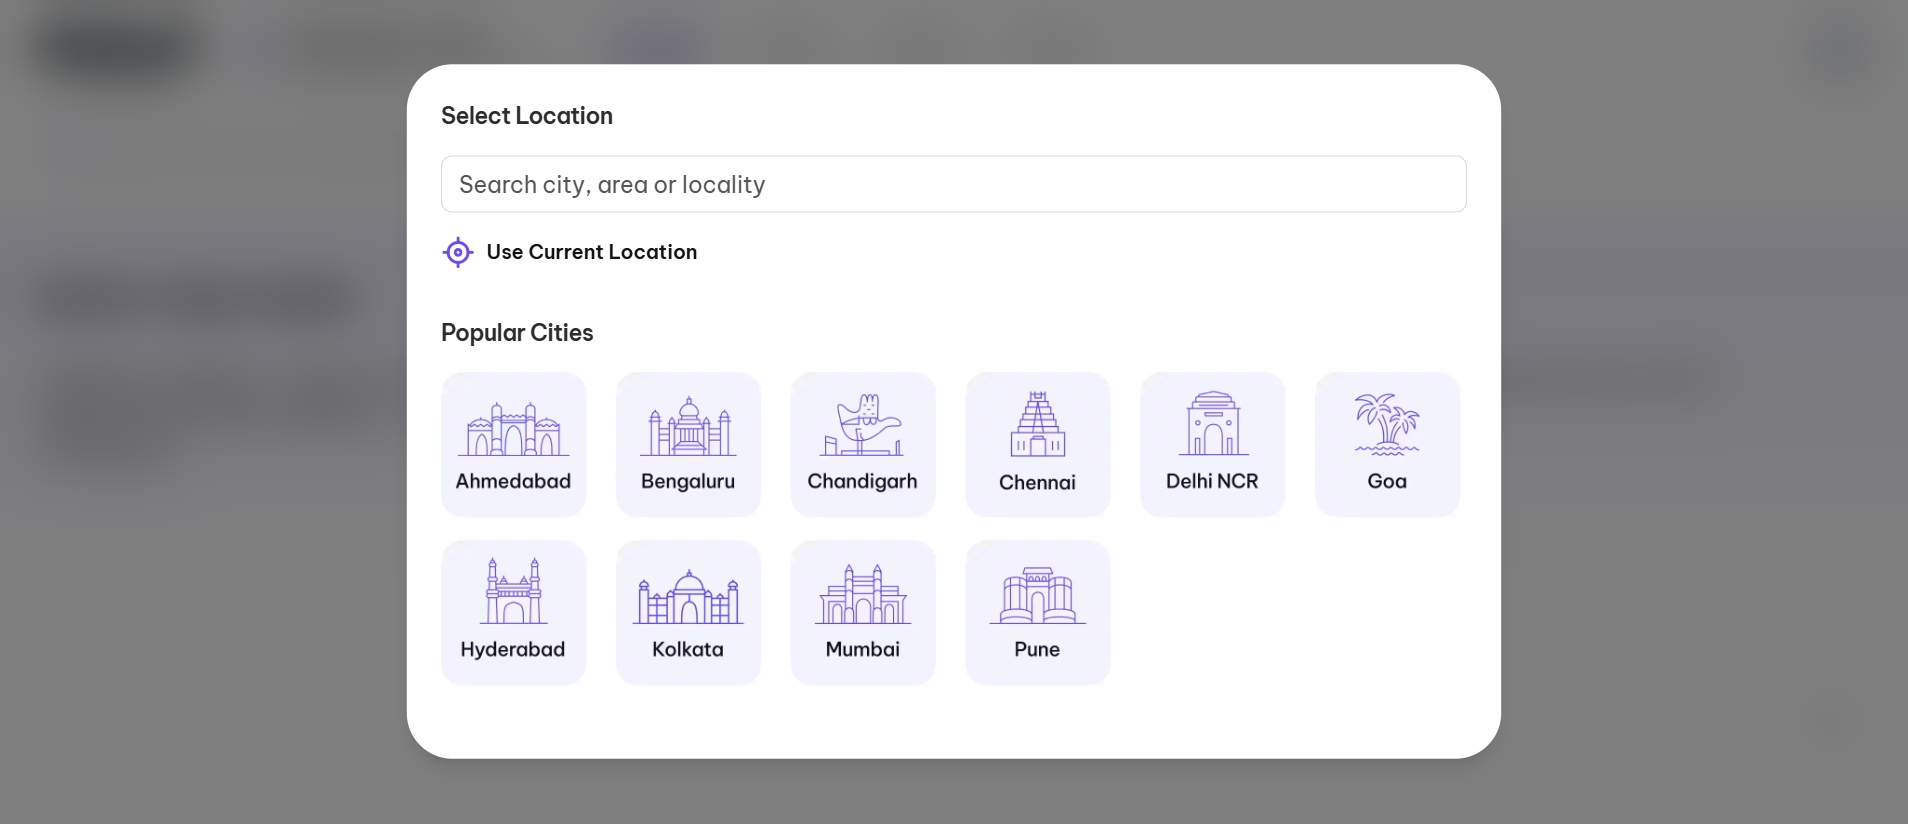 Select Location
Search city, area or locality
Use Current Location
Popular Cities
Ahmedabad
Bengaluru
Chandigarh
Chennai
Delhi NCR
Goa
Hyderabad
Kolkata
Mumbai
Pune